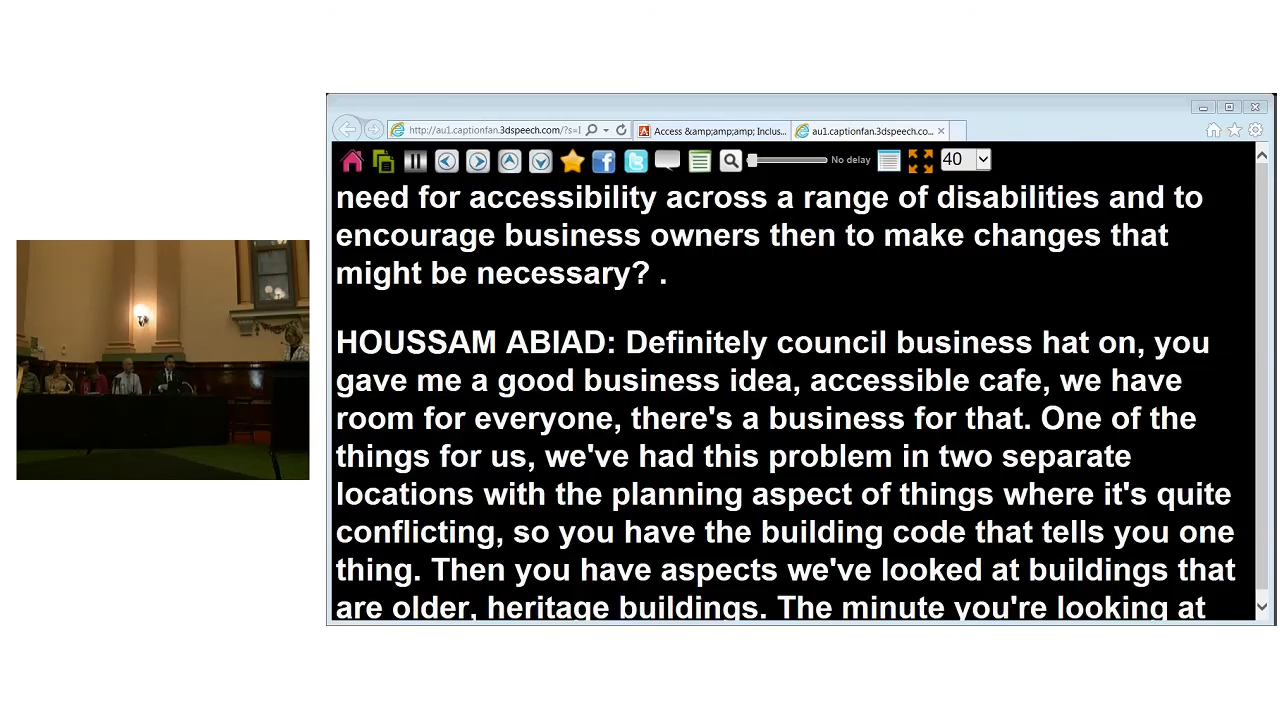 http://au1.captionfan.3dspeech.com/?s=
Access &amp;amp;amp; Inclus...
au1.captionfan.3dspeech.co...
No delay
40
need for accessibility across a range of disabilities and to
encourage business owners then to make changes that
might be necessary? .
HOUSSAM ABIAD: Definitely council business hat on, you
gave me a good business idea, accessible cafe, we have
room for everyone, there's a business for that. One of the
things for us, we've had this problem in two separate
locations with the planning aspect of things where it's quite
conflicting, so you have the building code that tells you one
thing. Then you have aspects we've looked at buildings that
are older, heritage buildings. The minute you're looking at